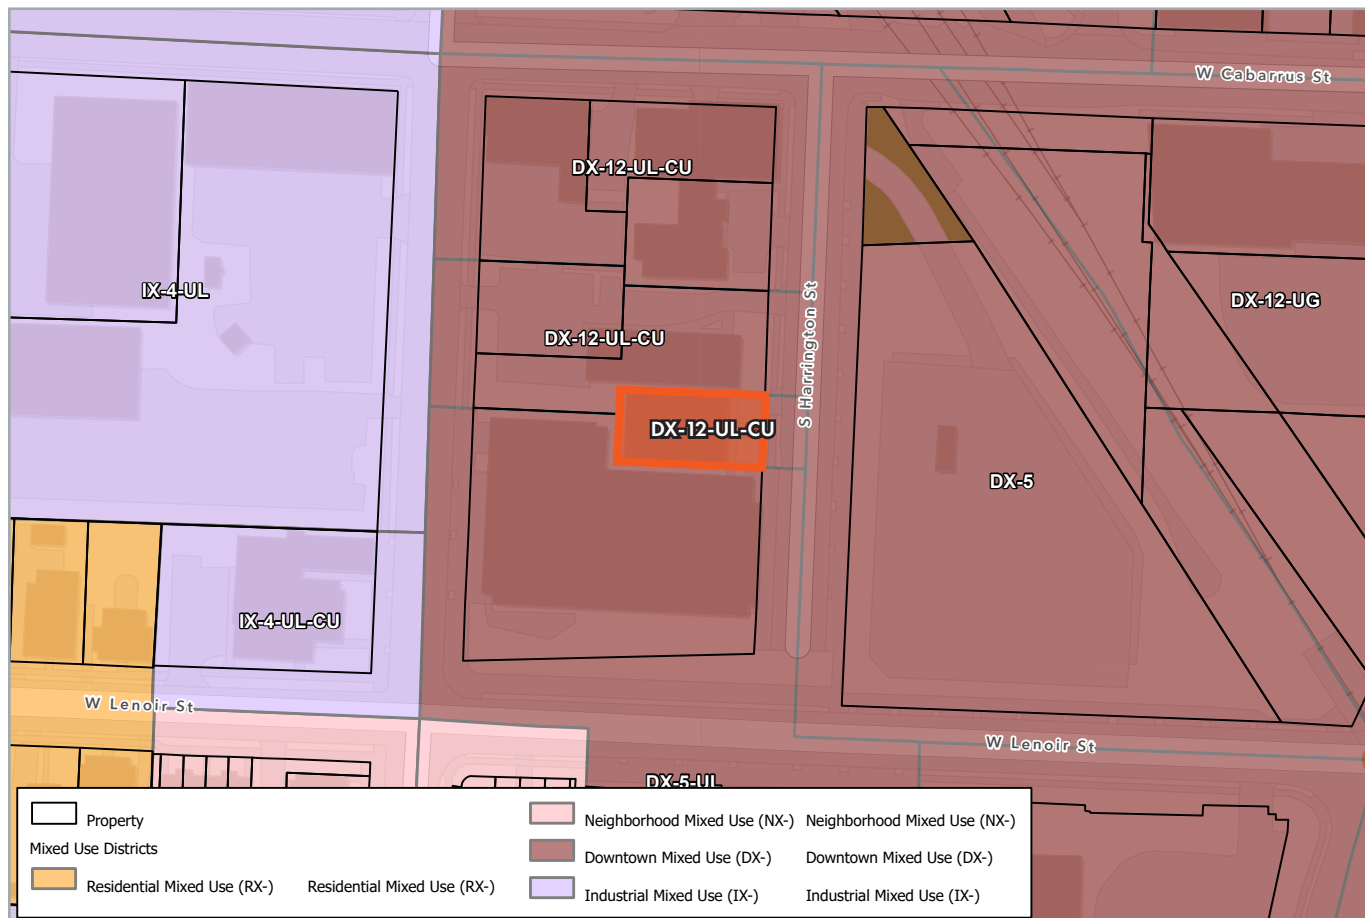 W Cabarrus St
DX-12-UL-CU
IX-4-UL
DX-12-UG
S Harrington St
DX-12-UL-CU
DX-12-UL-CU
DX-5
IX-4-UL-CU
W Lenoir St
W Lenoir St
DX-5-UL
Property
Mixed Use Districts
Residential Mixed Use (RX-) Residential Mixed Use (RX-)
Neighborhood Mixed Use (NX-) Neighborhood Mixed Use (NX-)
Downtown Mixed Use (DX-) Downtown Mixed Use (DX-)
Industrial Mixed Use (IX-) Industrial Mixed Use (IX-)